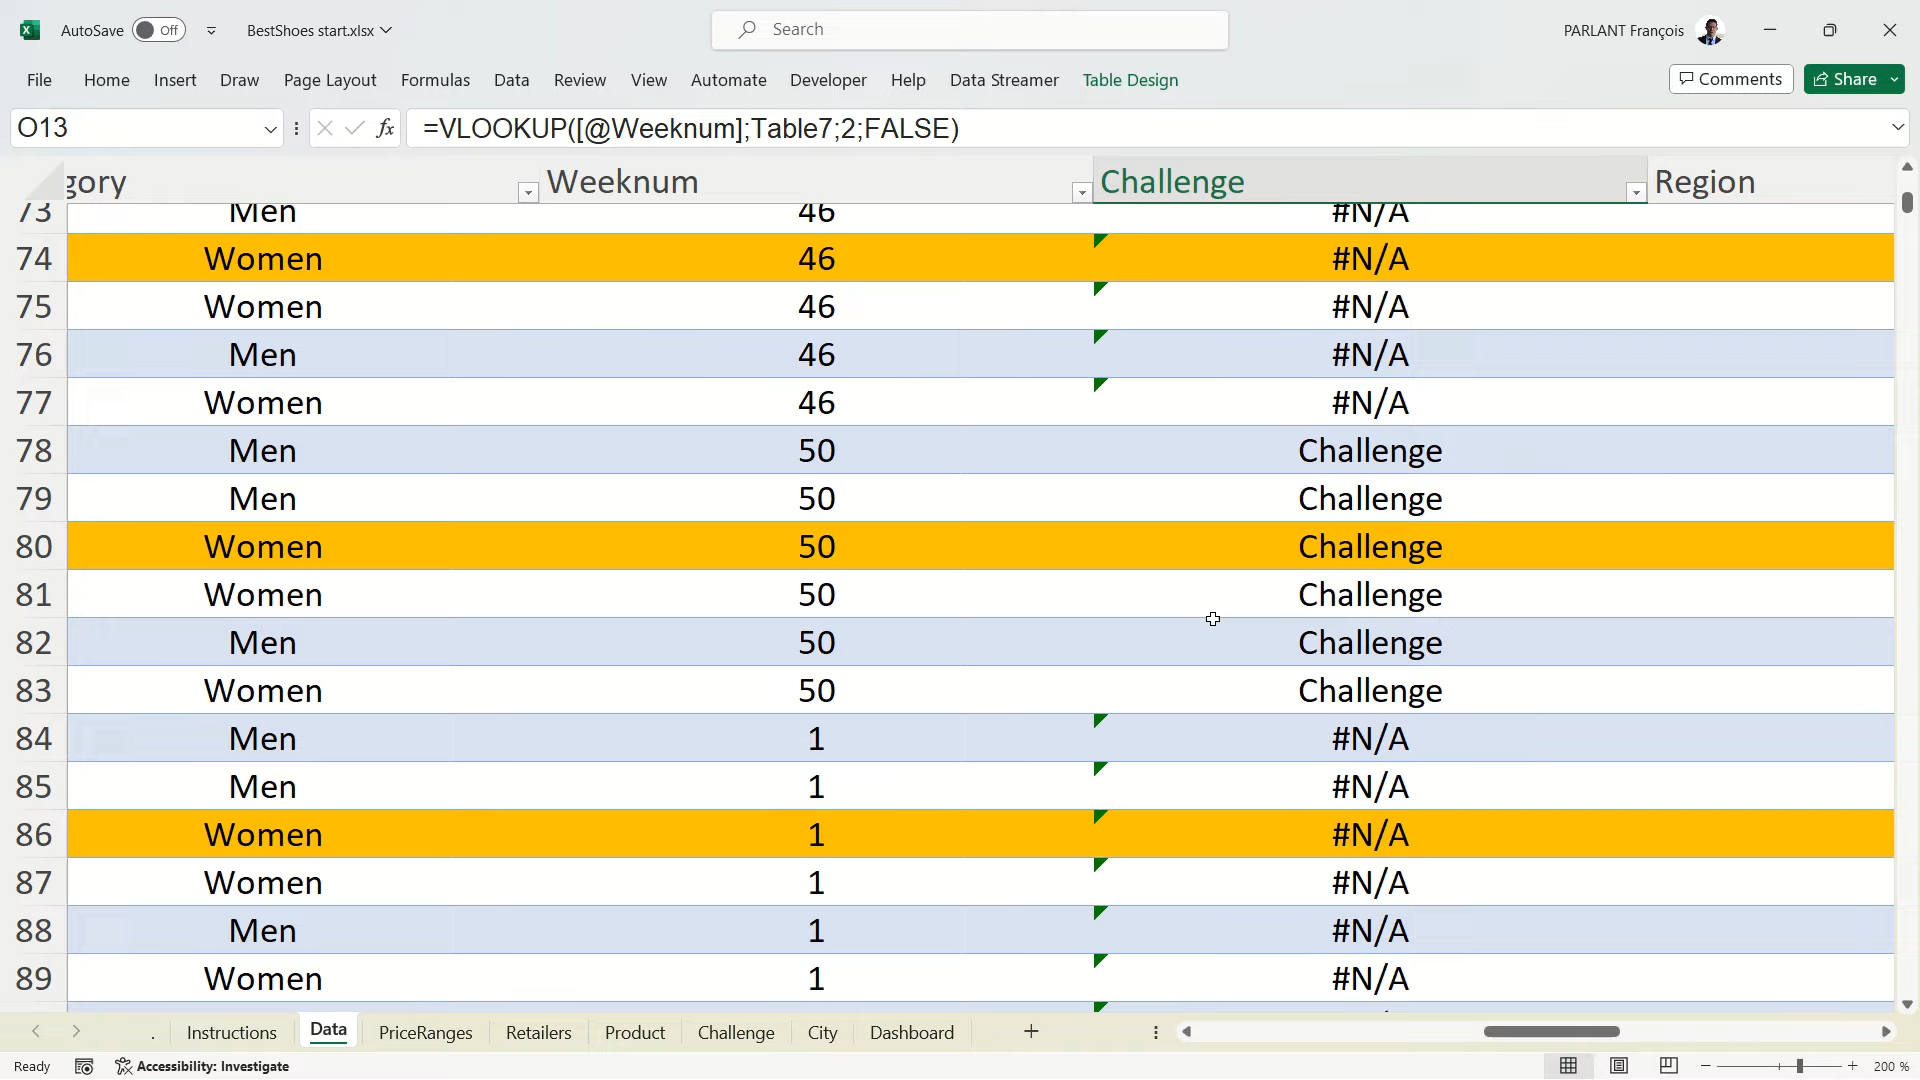 AutoSave Off BestShoes start.xlsx Search PARLANT François
File Home Insert Draw Page Layout Formulas Data Review View Automate Developer Help Data Streamer Table Design Comments Share
O13 fx =VLOOKUP([@Weeknum];Table7;2;FALSE)
gory Weeknum Challenge Region
73 Men 46 #N/A
74 Women 46 #N/A
75 Women 46 #N/A
76 Men 46 #N/A
77 Women 46 #N/A
78 Men 50 Challenge
79 Men 50 Challenge
80 Women 50 Challenge
81 Women 50 Challenge
82 Men 50 Challenge
83 Women 50 Challenge
84 Men 1 #N/A
85 Men 1 #N/A
86 Women 1 #N/A
87 Women 1 #N/A
88 Men 1 #N/A
89 Women 1 #N/A
. Instructions Data PriceRanges Retailers Product Challenge City Dashboard
Ready Accessibility: Investigate 200 %